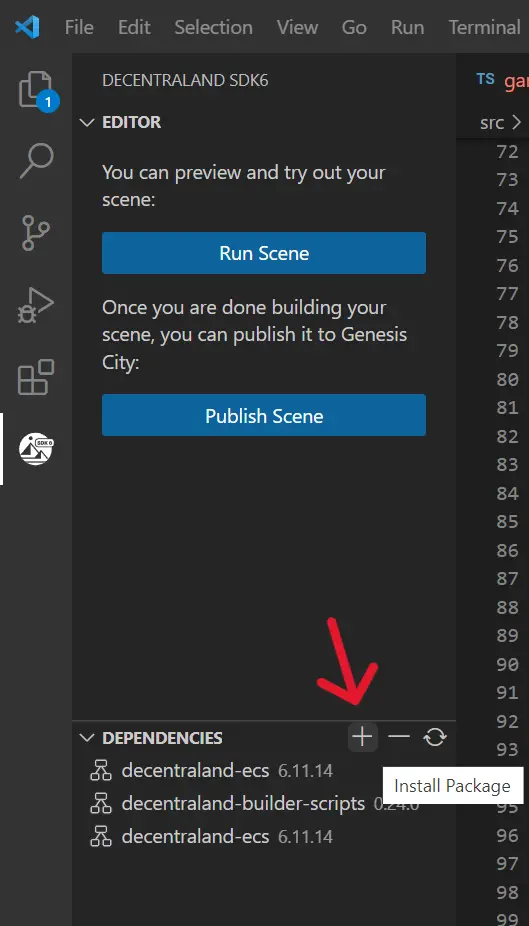 File Edit Selection View Go Run Terminal
1
DECENTRALAND SDK6
TS
src
EDITOR
You can preview and try out your
scene:
Run Scene
Once you are done building your
scene, you can publish it to Genesis
City:
Publish Scene
SDK 6
DEPENDENCIES
decentraland-ecs 6.11.14
Install Package
decentraland-builder-scripts 0.24.0
decentraland-ecs 6.11.14
72
73
74
75
76
77
78
79
80
81
82
83
84
85
86
87
88
89
90
91
92
93
95
96
97
98
99